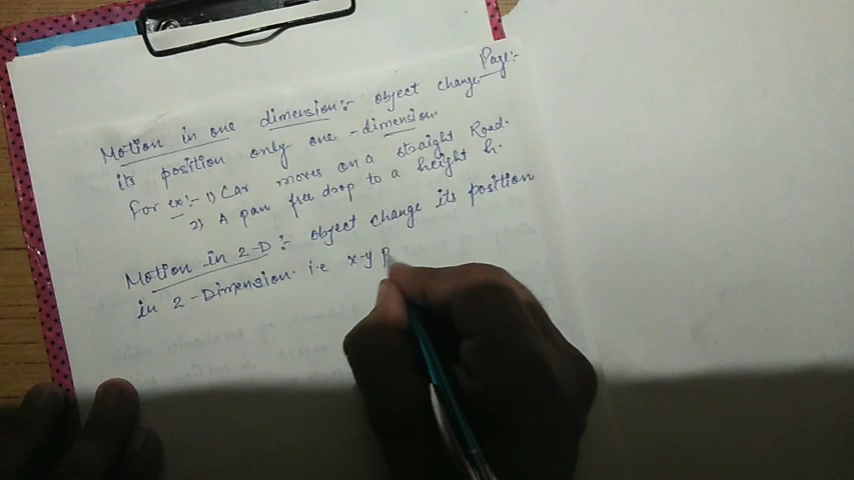 Page:-
Motion in one dimension:- object change
its position only one-dimension.
for ex:- 1) Car moves on a straight Road.
2) A pan free drop to a height h.
Motion in 2-D:- object change its position
in 2-Dimension. i.e x-y p